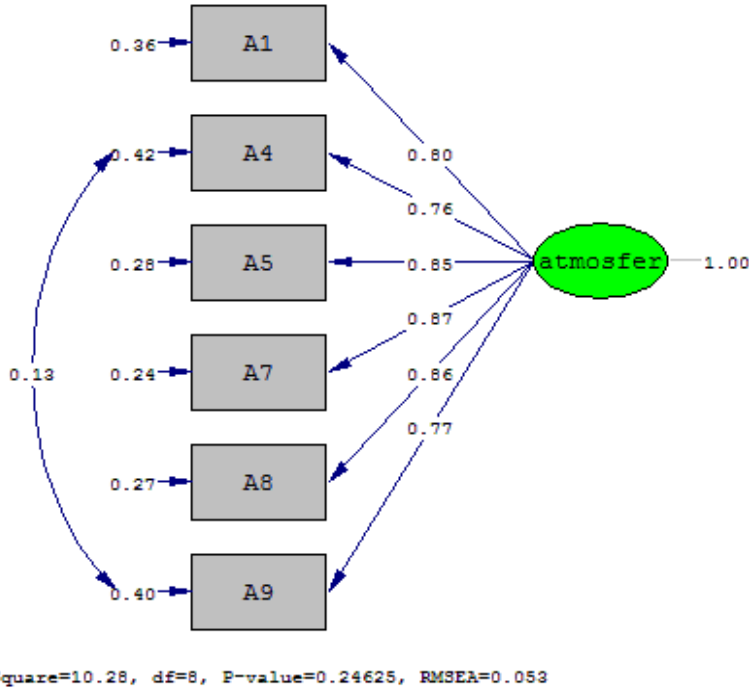 0.36 A1
0.80
0.42 A4
0.76
0.28 A5 0.85 atmosfer 1.00
0.87
0.13 0.24 A7 0.86
0.77
0.27 A8
0.40 A9
quare=10.28, df=8, P-value=0.24625, RMSEA=0.053